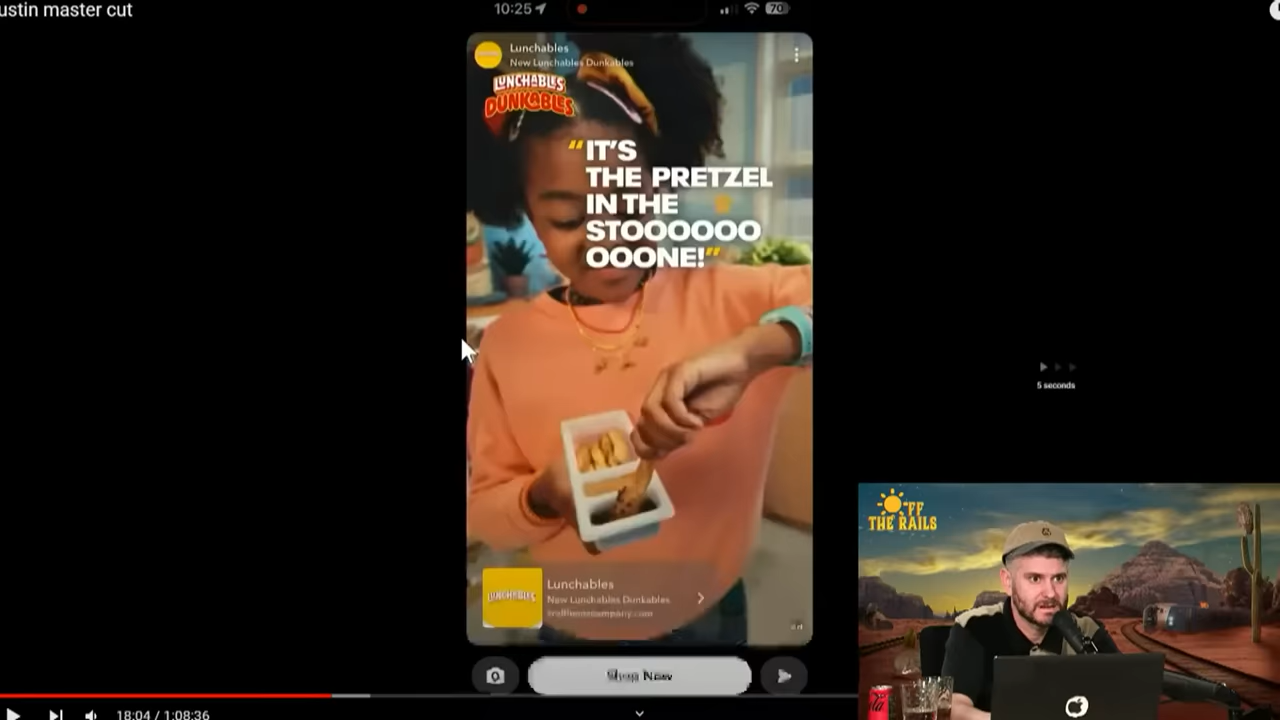 ustin master cut
10:25
70
Lunchables
New Lunchables Dunkables
LUNCHABLES
DUNKABLES
“IT'S
THE PRETZEL
IN THE
STOOOOOO
OOONE!”
5 seconds
OFF
THE RAILS
Lunchables
New Lunchables Dunkables
LUNCHABLES
Shop Now
18:04 / 1:08:36